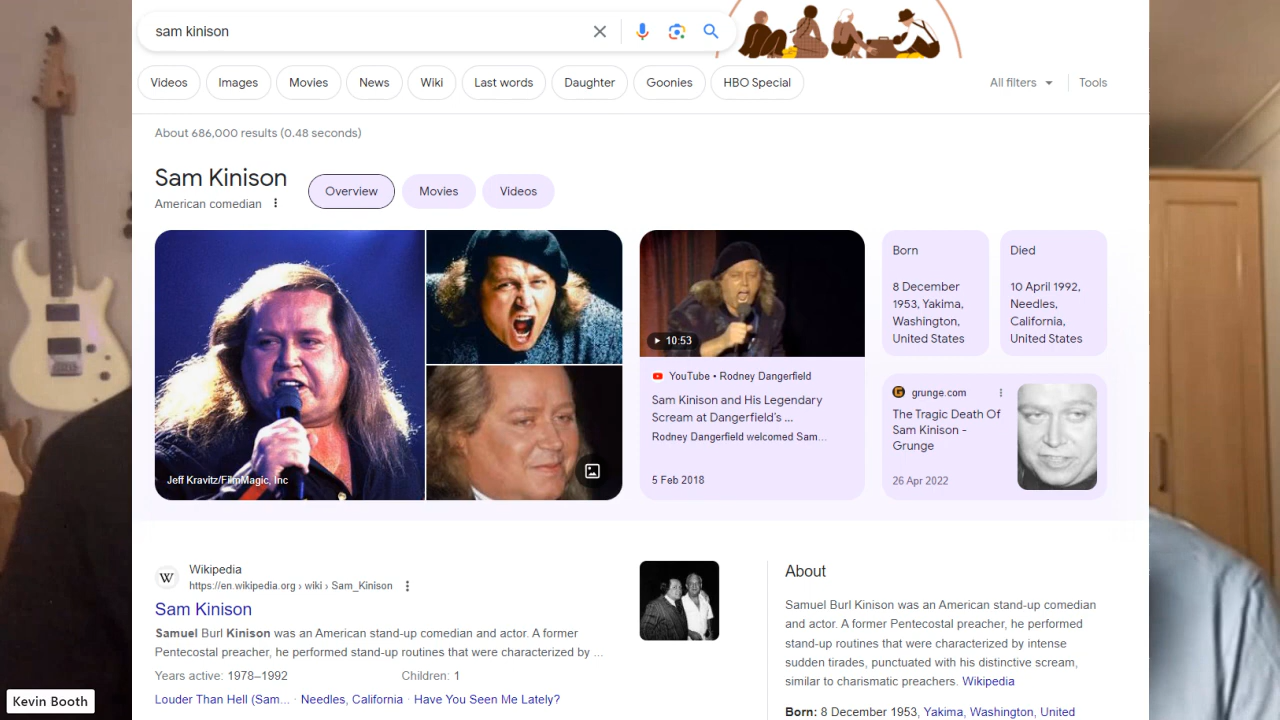 sam kinison
Videos
Images
Movies
News
Wiki
Last words
Daughter
Goonies
HBO Special
All filters
Tools
About 686,000 results (0.48 seconds)
Sam Kinison
American comedian
Overview
Movies
Videos
Jeff Kravitz/FilmMagic, Inc
10:53
YouTube • Rodney Dangerfield
Sam Kinison and His Legendary
Scream at Dangerfield's ...
Rodney Dangerfield welcomed Sam...
5 Feb 2018
Born
8 December
1953, Yakima,
Washington,
United States
Died
10 April 1992,
Needles,
California,
United States
G
grunge.com
The Tragic Death Of
Sam Kinison -
Grunge
26 Apr 2022
W
Wikipedia
https://en.wikipedia.org › wiki › Sam_Kinison
Sam Kinison
Samuel Burl Kinison was an American stand-up comedian and actor. A former
Pentecostal preacher, he performed stand-up routines that were characterized by ...
Years active: 1978–1992
Children: 1
Louder Than Hell (Sam... · Needles, California · Have You Seen Me Lately?
About
Samuel Burl Kinison was an American stand-up comedian
and actor. A former Pentecostal preacher, he performed
stand-up routines that were characterized by intense
sudden tirades, punctuated with his distinctive scream,
similar to charismatic preachers. Wikipedia
Born: 8 December 1953, Yakima, Washington, United
Kevin Booth